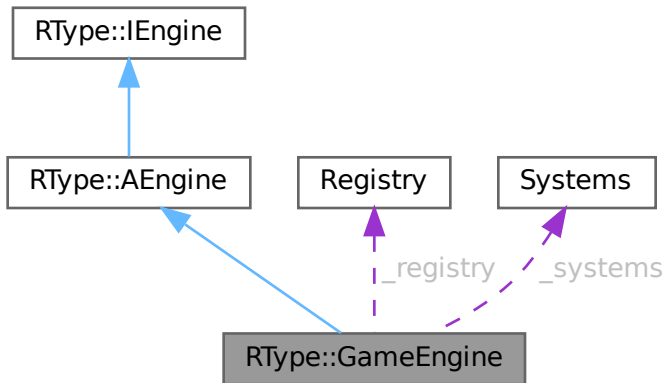 RType::IEngine
RType::AEngine
Registry
Systems
_registry
_systems
RType::GameEngine